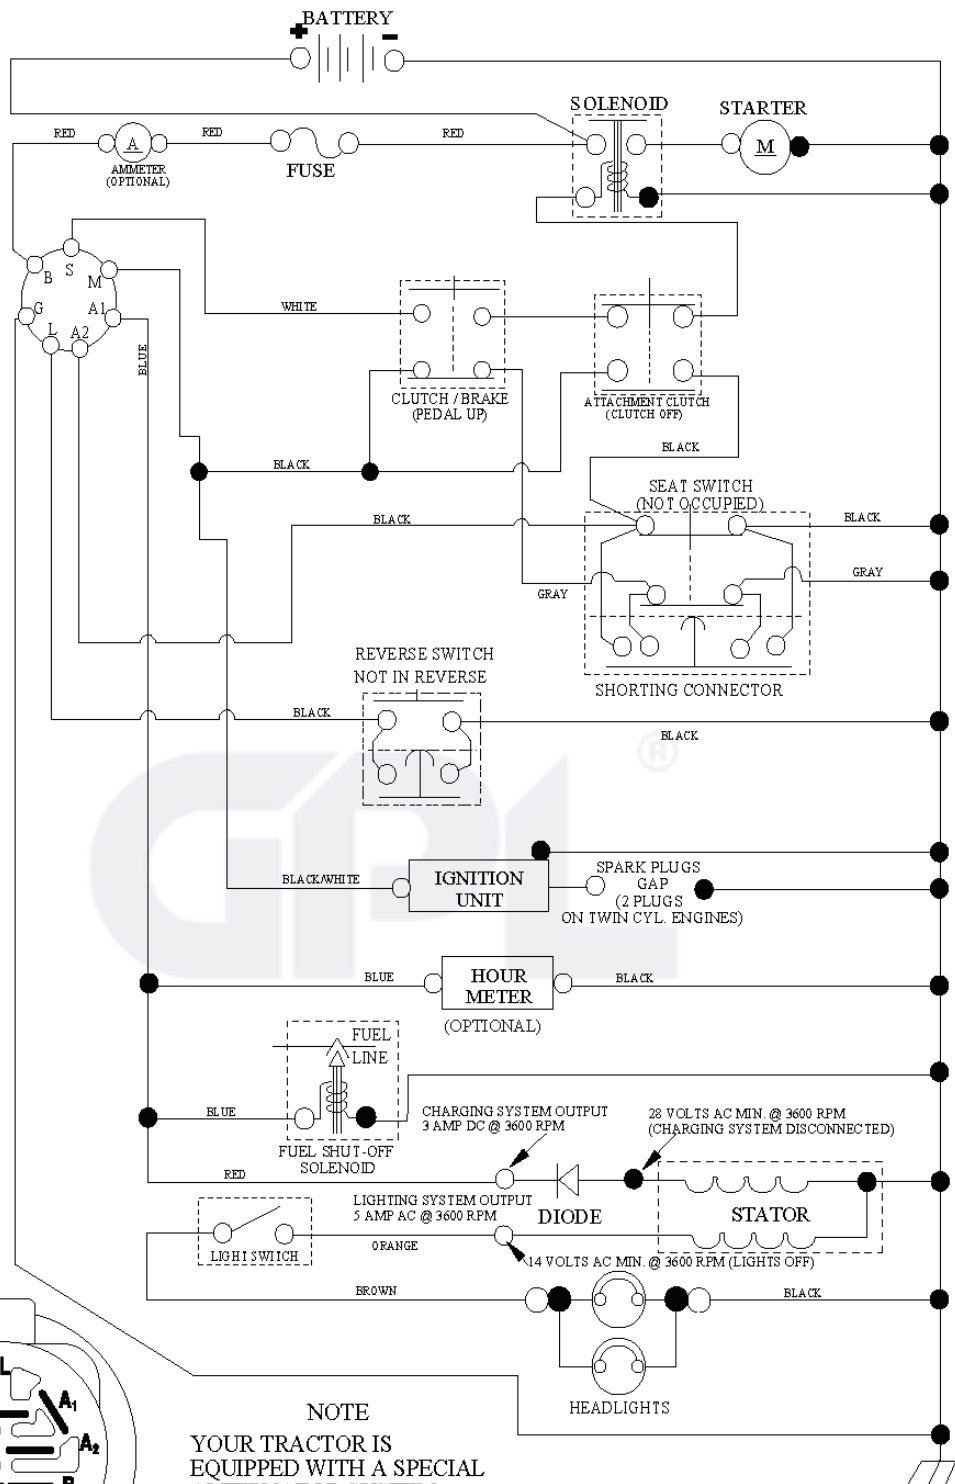 BATTERY
+ -
SOLENOID
STARTER
RED
A
RED
RED
M
AMMETER
(OPTIONAL)
FUSE
B
S
M
G
A1
L
A2
BLUE
WHITE
CLUTCH / BRAKE
(PEDAL UP)
ATTACHMENT CLUTCH
(CLUTCH OFF)
BLACK
BLACK
SEAT SWITCH
(NOT OCCUPIED)
BLACK
BLACK
GRAY
GRAY
SHORTING CONNECTOR
REVERSE SWITCH
NOT IN REVERSE
BLACK
BLACK
GPL®
BLACK/WHITE
IGNITION
UNIT
SPARK PLUGS
GAP
(2 PLUGS
ON TWIN CYL. ENGINES)
BLUE
HOUR
METER
BLACK
(OPTIONAL)
FUEL
LINE
BLUE
FUEL SHUT-OFF
SOLENOID
CHARGING SYSTEM OUTPUT
3 AMP DC @ 3600 RPM
28 VOLTS AC MIN. @ 3600 RPM
(CHARGING SYSTEM DISCONNECTED)
RED
LIGHTING SYSTEM OUTPUT
5 AMP AC @ 3600 RPM
DIODE
STATOR
LIGHT SWITCH
ORANGE
14 VOLTS AC MIN. @ 3600 RPM (LIGHTS OFF)
BROWN
BLACK
HEADLIGHTS
L
A1
A2
NOTE
YOUR TRACTOR IS
EQUIPPED WITH A SPECIAL